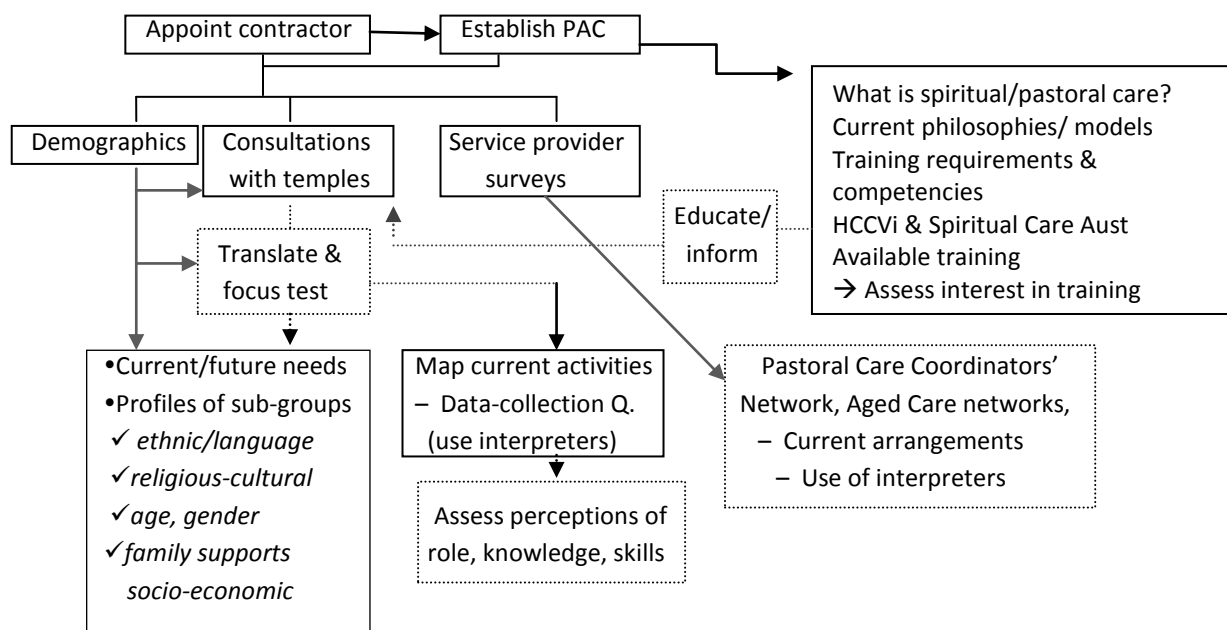 Appoint contractor
Establish PAC
What is spiritual/pastoral care?
Current philosophies/ models
Training requirements &
competencies
HCCVi & Spiritual Care Aust
Available training
→ Assess interest in training
Demographics
Consultations
with temples
Service provider
surveys
Educate/
inform
Translate &
focus test
•Current/future needs
•Profiles of sub-groups
✓ ethnic/language
✓religious-cultural
✓age, gender
✓family supports
socio-economic
Map current activities
– Data-collection Q.
(use interpreters)
Assess perceptions of
role, knowledge, skills
Pastoral Care Coordinators’
Network, Aged Care networks,
– Current arrangements
– Use of interpreters